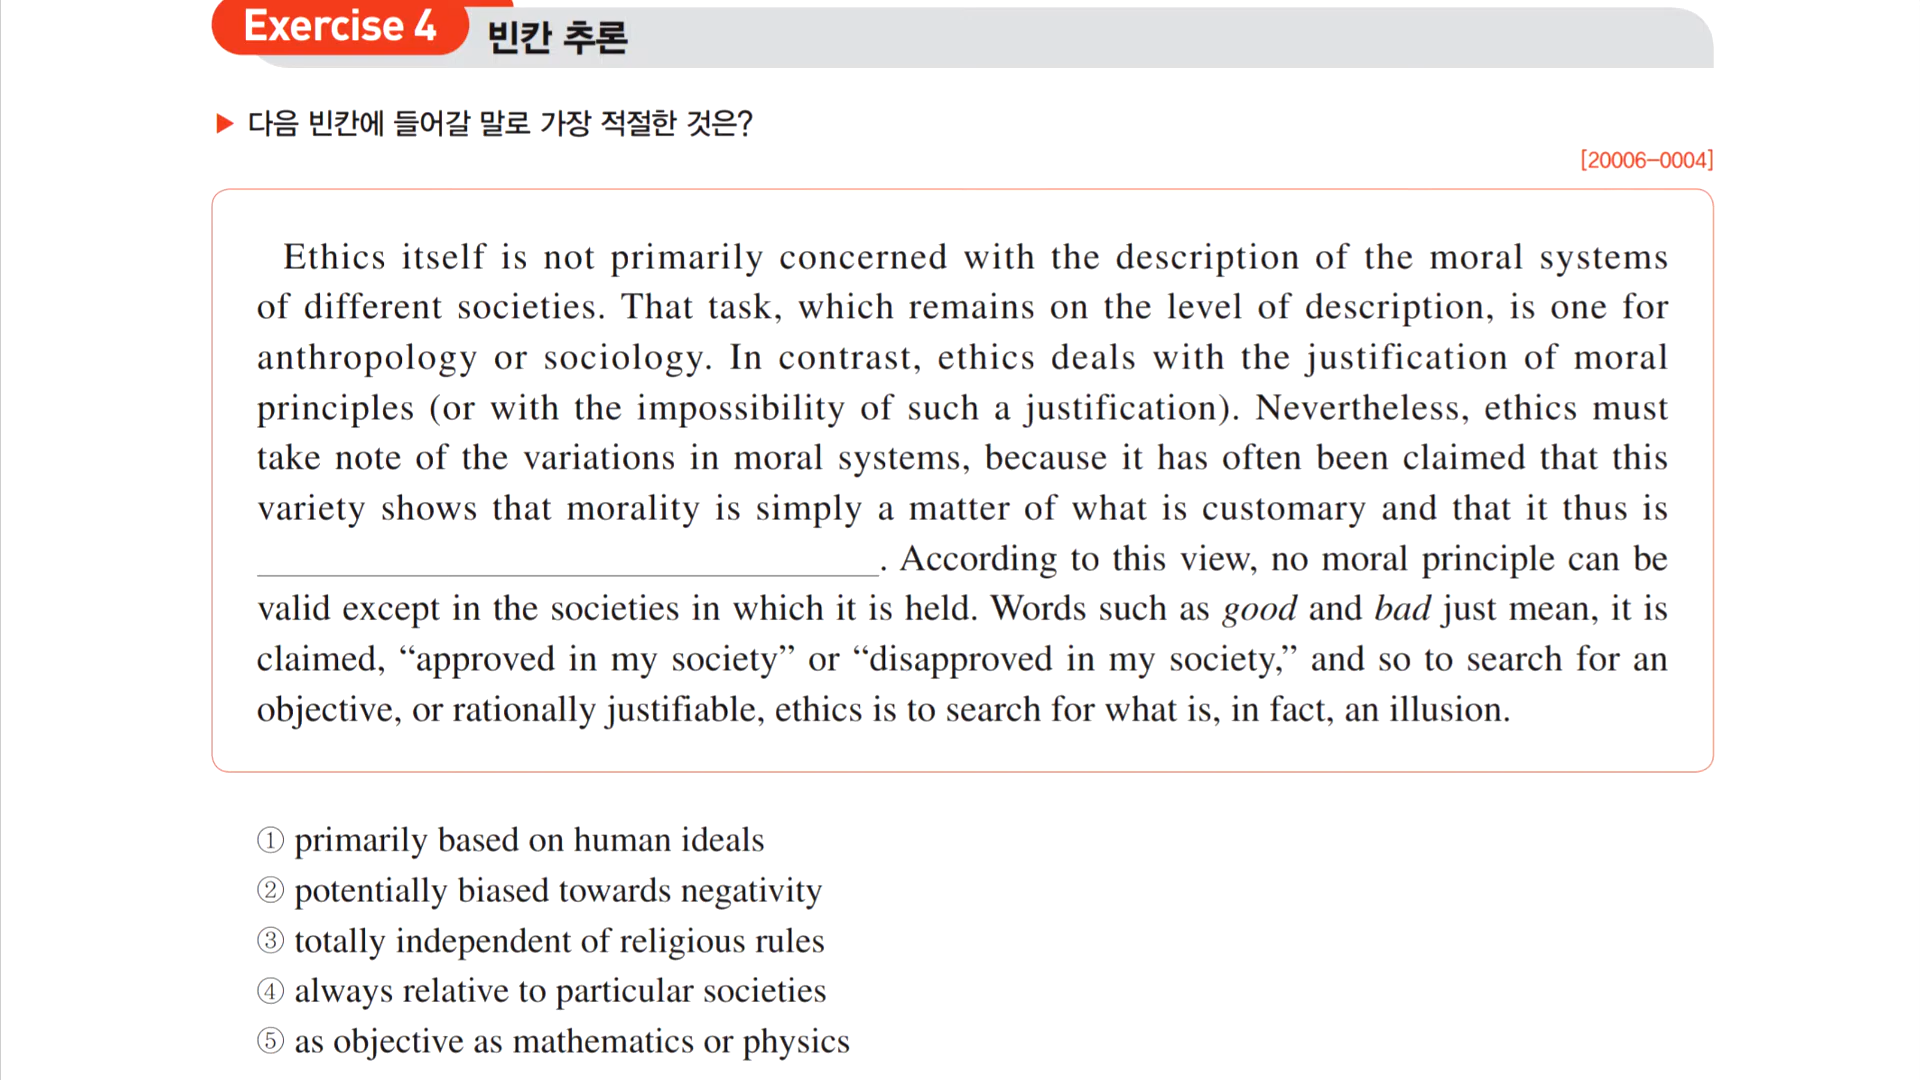 Exercise 4 빈칸 추론
▶ 다음 빈칸에 들어갈 말로 가장 적절한 것은?
[20006-0004]
Ethics itself is not primarily concerned with the description of the moral systems
of different societies. That task, which remains on the level of description, is one for
anthropology or sociology. In contrast, ethics deals with the justification of moral
principles (or with the impossibility of such a justification). Nevertheless, ethics must
take note of the variations in moral systems, because it has often been claimed that this
variety shows that morality is simply a matter of what is customary and that it thus is
________________________________. According to this view, no moral principle can be
valid except in the societies in which it is held. Words such as good and bad just mean, it is
claimed, “approved in my society” or “disapproved in my society,” and so to search for an
objective, or rationally justifiable, ethics is to search for what is, in fact, an illusion.
① primarily based on human ideals
② potentially biased towards negativity
③ totally independent of religious rules
④ always relative to particular societies
⑤ as objective as mathematics or physics